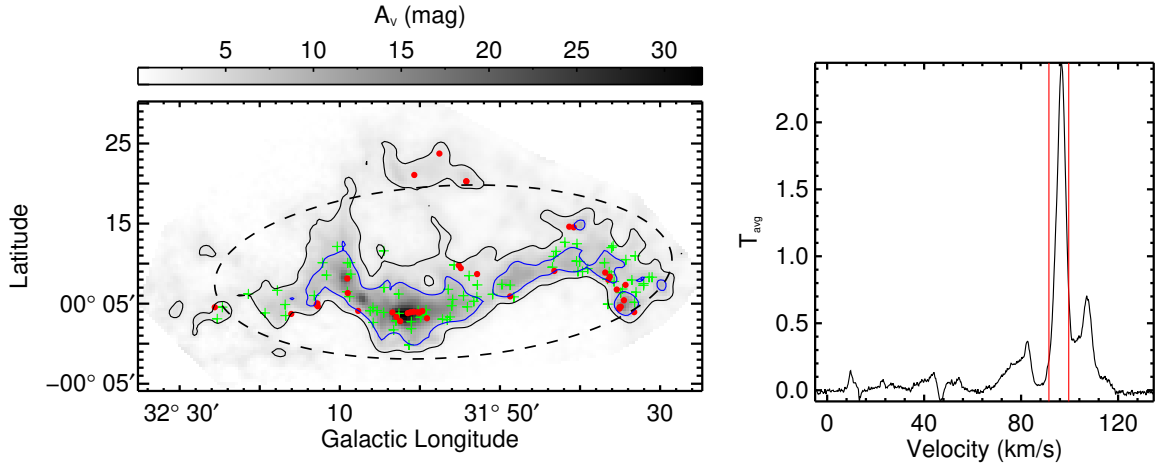 A_v (mag)
5 10 15 20 25 30
25
15
00° 05′
−00° 05′
Latitude
32° 30′ 10 31° 50′ 30
Galactic Longitude
2.0
1.5
1.0
0.5
0.0
T_avg
0 40 80 120
Velocity (km/s)